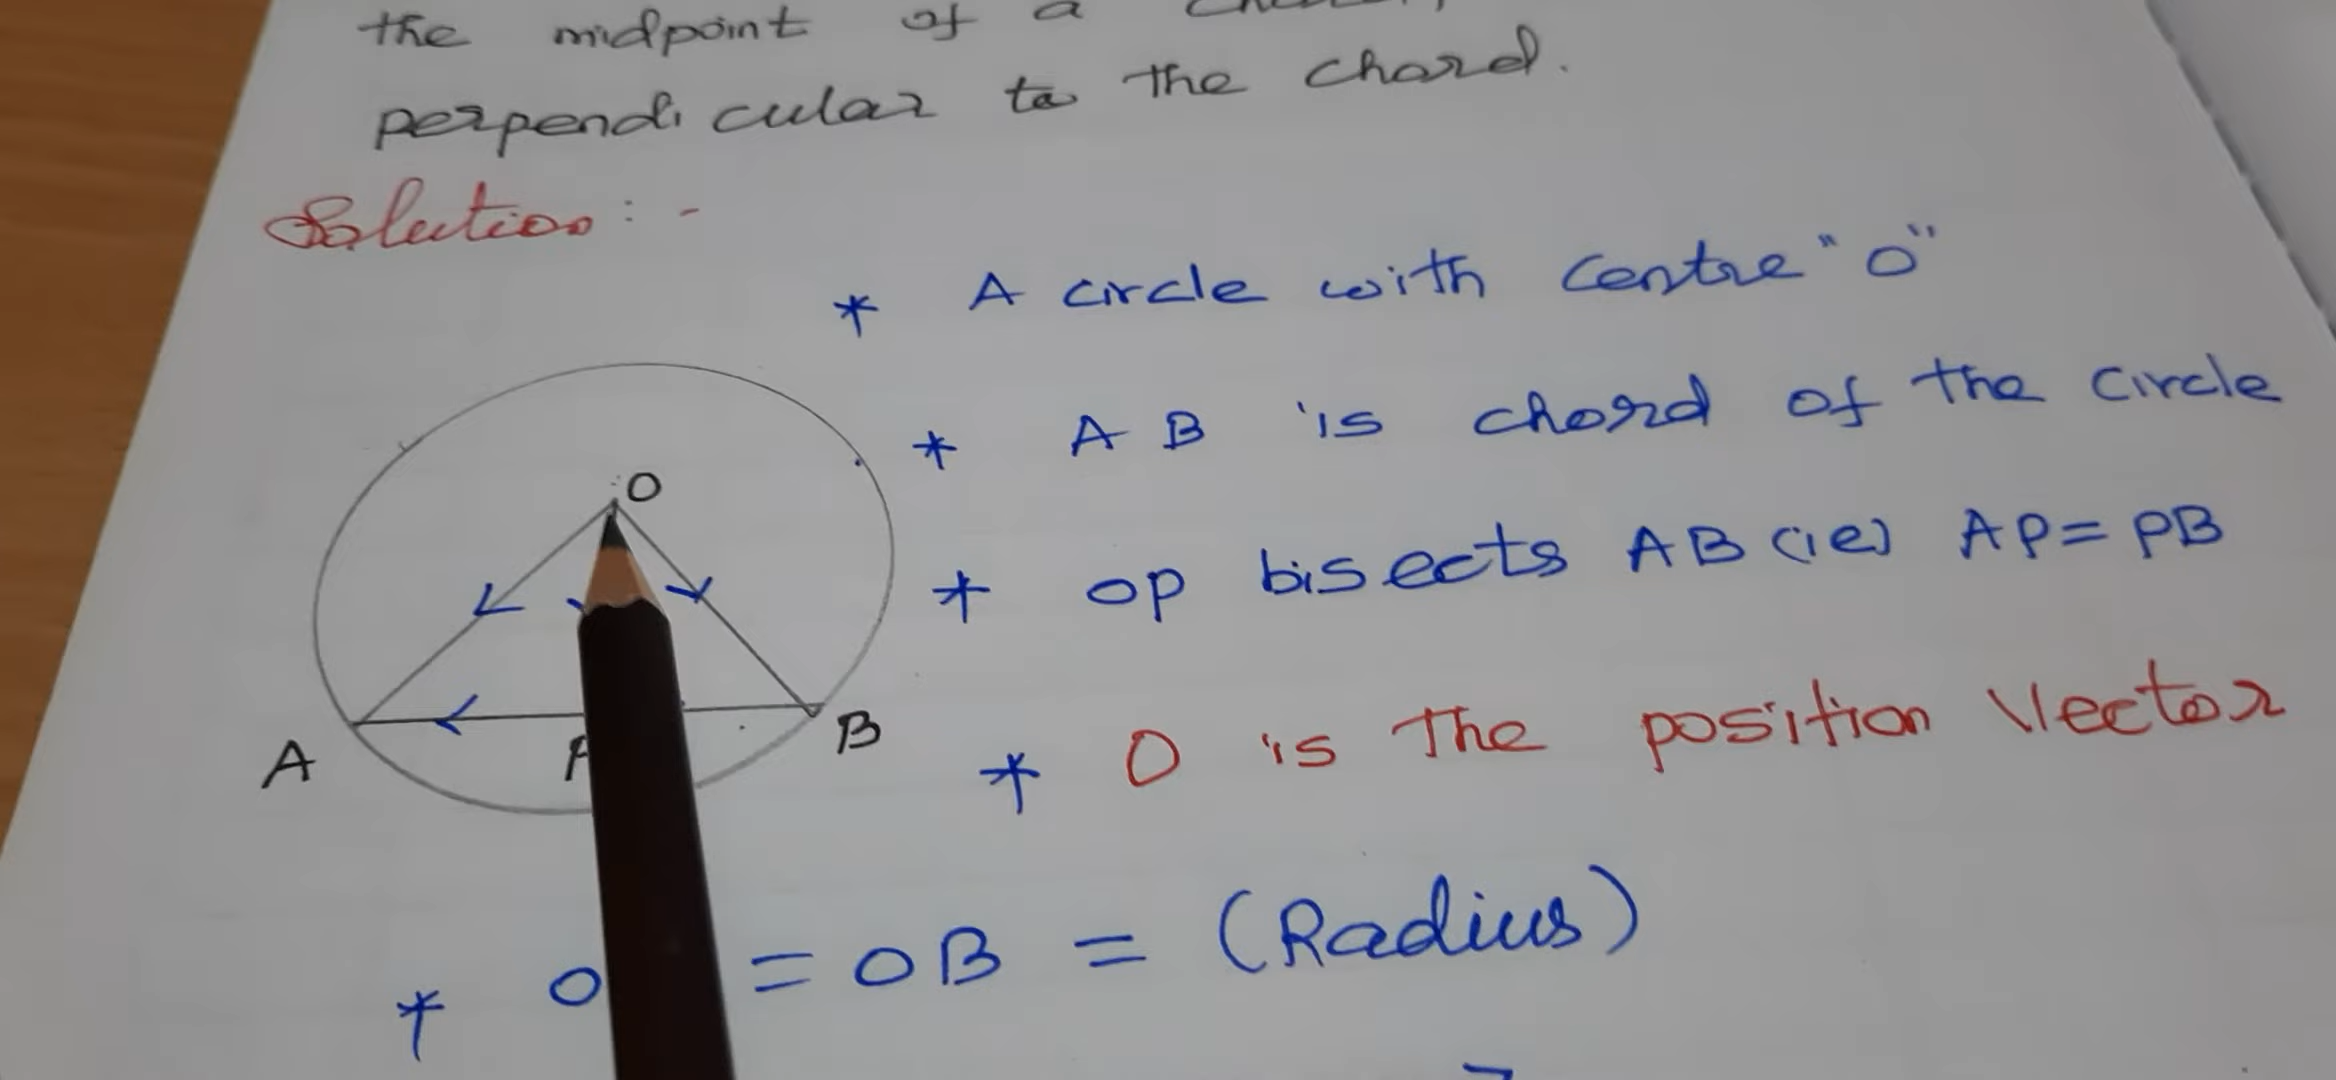 the midpoint of a
perpendicular to the chord.
Solution :-
* A circle with centre "O"
* AB is chord of the circle
* OP bisects AB (ie) AP = PB
* O is the position Vector
* O = OB = (Radius)
O
A
B